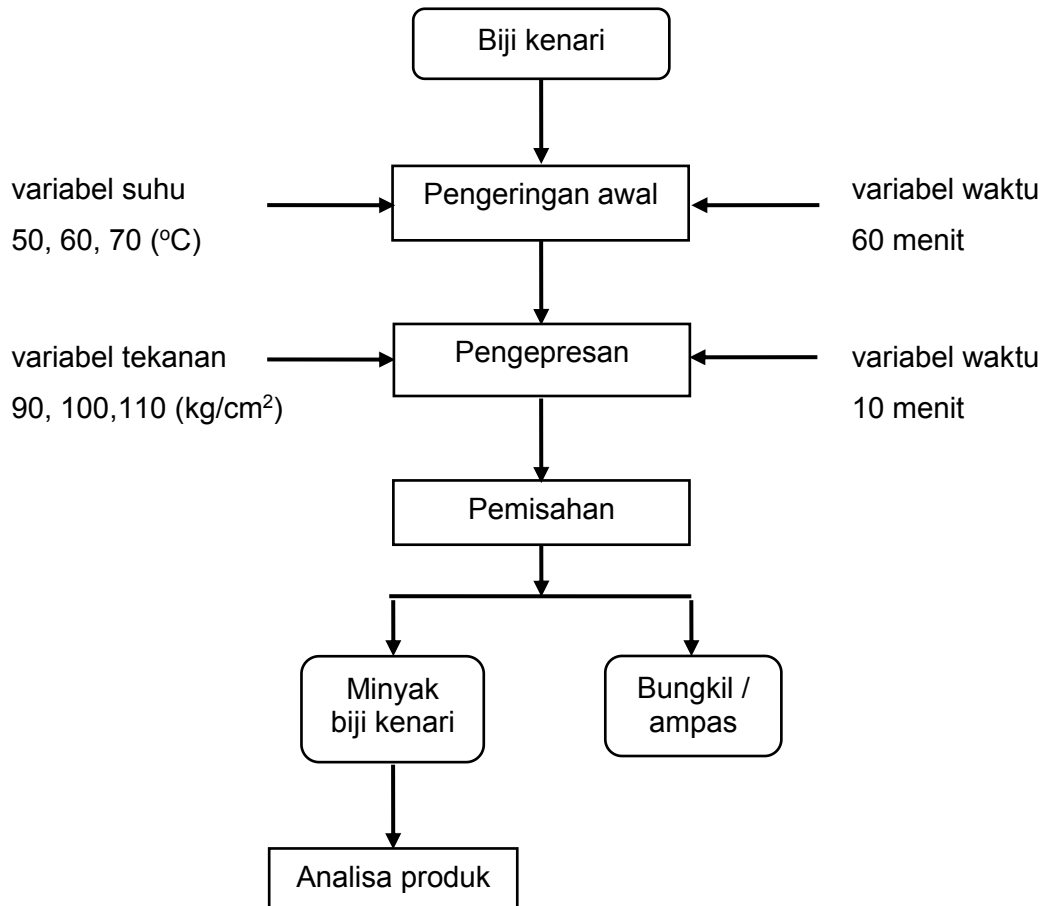 Biji kenari
variabel suhu
50, 60, 70 (ºC)
Pengeringan awal
variabel waktu
60 menit
variabel tekanan
90, 100,110 (kg/cm²)
Pengepresan
variabel waktu
10 menit
Pemisahan
Minyak
biji kenari
Bungkil /
ampas
Analisa produk